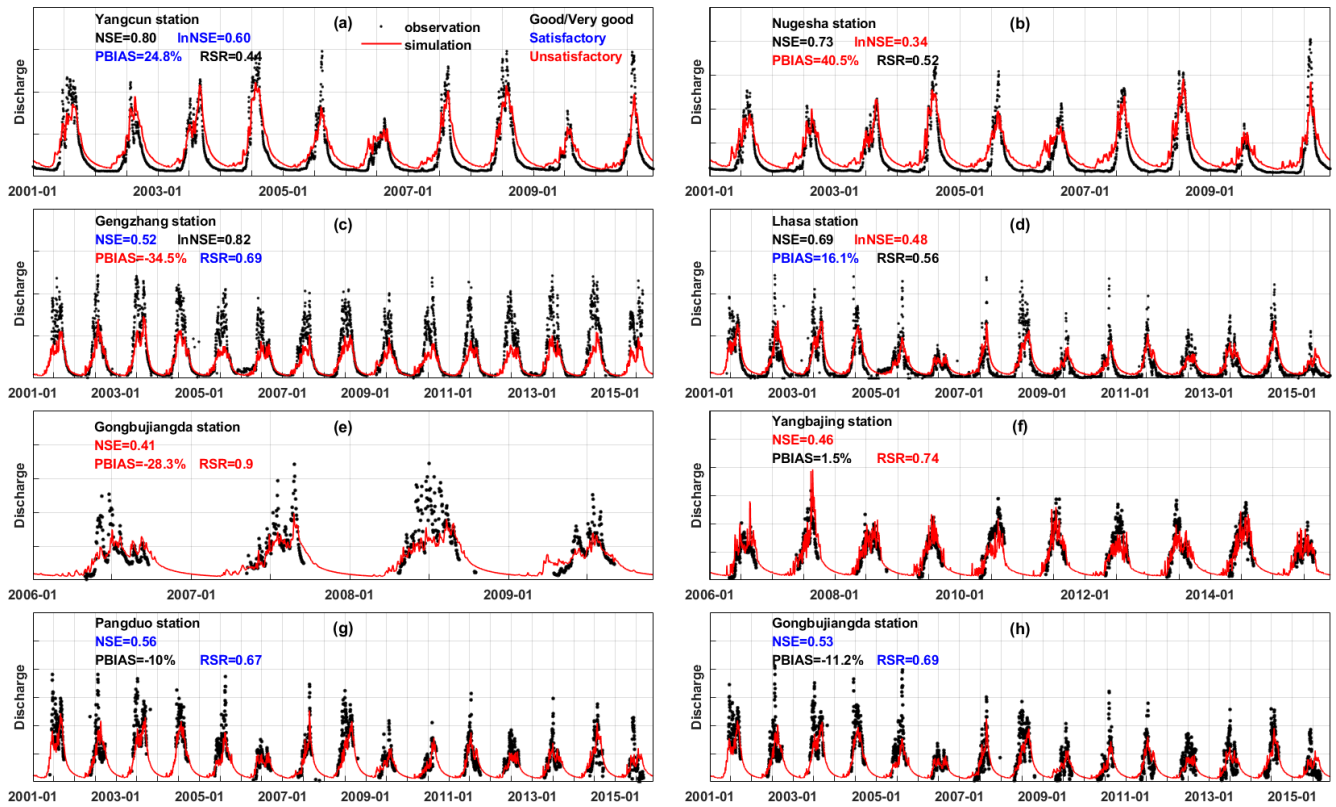 Yangcun station (a) observation Good/Very good
NSE=0.80 lnNSE=0.60 simulation Satisfactory
PBIAS=24.8% RSR=0.44 Unsatisfactory
Discharge
2001-01 2003-01 2005-01 2007-01 2009-01
Nugesha station (b)
NSE=0.73 lnNSE=0.34
PBIAS=40.5% RSR=0.52
Discharge
2001-01 2003-01 2005-01 2007-01 2009-01
Gengzhang station (c)
NSE=0.52 lnNSE=0.82
PBIAS=-34.5% RSR=0.69
Discharge
2001-01 2003-01 2005-01 2007-01 2009-01 2011-01 2013-01 2015-01
Lhasa station (d)
NSE=0.69 lnNSE=0.48
PBIAS=16.1% RSR=0.56
Discharge
2001-01 2003-01 2005-01 2007-01 2009-01 2011-01 2013-01 2015-01
Gongbujiangda station (e)
NSE=0.41
PBIAS=-28.3% RSR=0.9
Discharge
2006-01 2007-01 2008-01 2009-01
Yangbajing station (f)
NSE=0.46
PBIAS=1.5% RSR=0.74
Discharge
2006-01 2008-01 2010-01 2012-01 2014-01
Pangduo station (g)
NSE=0.56
PBIAS=-10% RSR=0.67
Discharge
2001-01 2003-01 2005-01 2007-01 2009-01 2011-01 2013-01 2015-01
Gongbujiangda station (h)
NSE=0.53
PBIAS=-11.2% RSR=0.69
Discharge
2001-01 2003-01 2005-01 2007-01 2009-01 2011-01 2013-01 2015-01